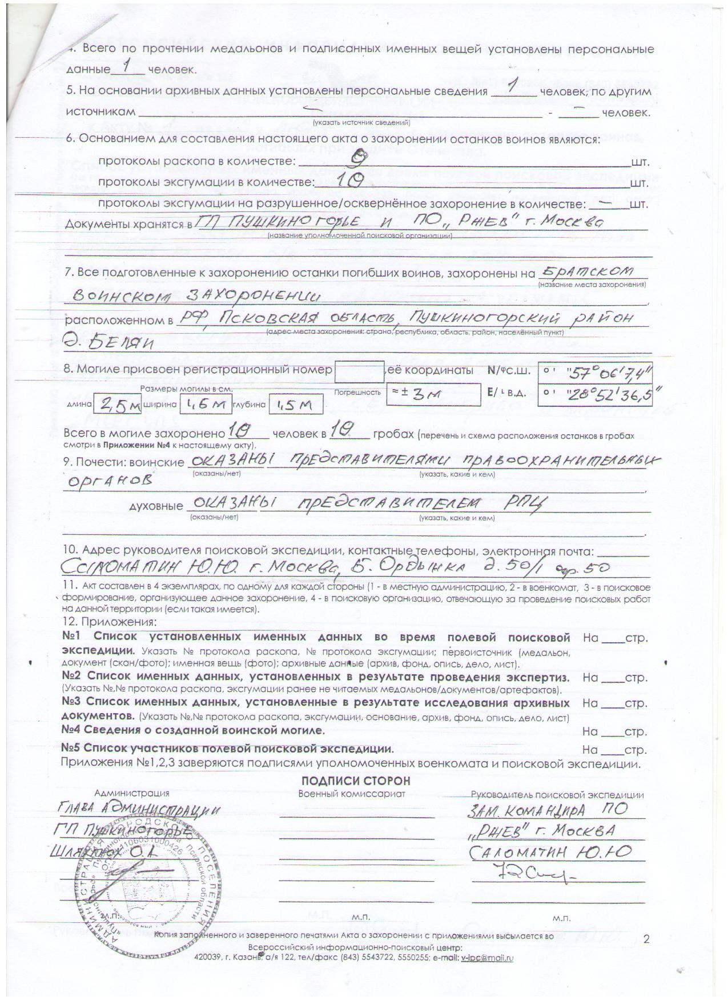 4. Всего по прочтении медальонов и подписанных именных вещей установлены персональные
данные 1 человек.
5. На основании архивных данных установлены персональные сведения 1 человек, по другим
источникам — - — человек.
(указать источник сведений)
6. Основанием для составления настоящего акта о захоронении останков воинов являются:
протоколы раскопа в количестве: шт.
протоколы эксгумации в количестве: 10 шт.
протоколы эксгумации на разрушенное/осквернённое захоронение в количестве: — шт.
Документы хранятся в ГП ПУШКИНОГОРЬЕ И ПО „РЖЕВ" г. Москва
(название уполномоченной поисковой организации)
7. Все подготовленные к захоронению останки погибших воинов, захоронены на БРАТСКОМ
(название места захоронения)
ВОИНСКОМ ЗАХОРОНЕНИИ,
расположенном в РФ, ПСКОВСКАЯ ОБЛАСТЬ, ПУШКИНОГОРСКИЙ РАЙОН
(адрес места захоронения: страна, республика, область, район, населённый пункт)
Д. БЕЛЯИ
8. Могиле присвоен регистрационный номер ,её координаты N/°с.ш. ° ' "57°06'7,4"
Размеры могилы в см. Погрешность ≈ ± 3 м E/ в.д. ° ' "28°52'36,5"
длина 2,5 м ширина 1,6 м глубина 1,5 м.
Всего в могиле захоронено 10 человек в 10 гробах (перечень и схема расположения останков в гробах
смотри в Приложении №4 к настоящему акту).
9. Почести: воинские ОКАЗАНЫ ПРЕДСТАВИТЕЛЯМИ ПРАВООХРАНИТЕЛЬНЫХ
(оказаны/нет) (указать, какие и кем)
ОРГАНОВ,
духовные ОКАЗАНЫ ПРЕДСТАВИТЕЛЕМ РПЦ
(оказаны/нет) (указать, какие и кем)
10. Адрес руководителя поисковой экспедиции, контактные телефоны, электронная почта:
Ю.Ю. г. Москва, Б. Ордынка д. 50/1 50
11. Акт составлен в 4 экземплярах, по одному для каждой стороны (1 - в местную администрацию, 2 - в военкомат, 3 - в поисковое
формирование, организующее данное захоронение, 4 - в поисковую организацию, отвечающую за проведение поисковых работ
на данной территории (если такая имеется).
12. Приложения:
№1 Список установленных именных данных во время полевой поисковой На ____стр.
экспедиции. Указать № протокола раскопа, № протокола эксгумации; первоисточник (медальон,
документ (скан/фото); именная вещь (фото); архивные данные (архив, фонд, опись, дело, лист).
№2 Список именных данных, установленных в результате проведения экспертиз. На ____стр.
(Указать №,№ протокола раскопа, эксгумации ранее не читаемых медальонов/документов/артефактов).
№3 Список именных данных, установленные в результате исследования архивных На ____стр.
документов. (Указать №,№ протокола раскопа, эксгумации, основание, архив, фонд, опись, дело, лист)
№4 Сведения о созданной воинской могиле. На ____стр.
№5 Список участников полевой поисковой экспедиции. На ____стр.
Приложения №1,2,3 заверяются подписями уполномоченных военкомата и поисковой экспедиции.
ПОДПИСИ СТОРОН
Администрация Военный комиссариат Руководитель поисковой экспедиции
ГЛАВА АДМИНИСТРАЦИИ ЗАМ. КОМАНДИРА ПО
ГП ПУШКИНОГОРЬЕ „РЖЕВ" г. МОСКВА
О.А. САЛОМАТИН Ю.Ю
м.п. м.п. м.п.
Копия заполненного и заверенного печатями Акта о захоронении с приложениями высылается во 2
Всероссийский информационно-поисковый центр:
420039, г. Казань, а/я 122, тел/факс (843) 5543722, 5550255; e-mail: v-ipc@mail.ru